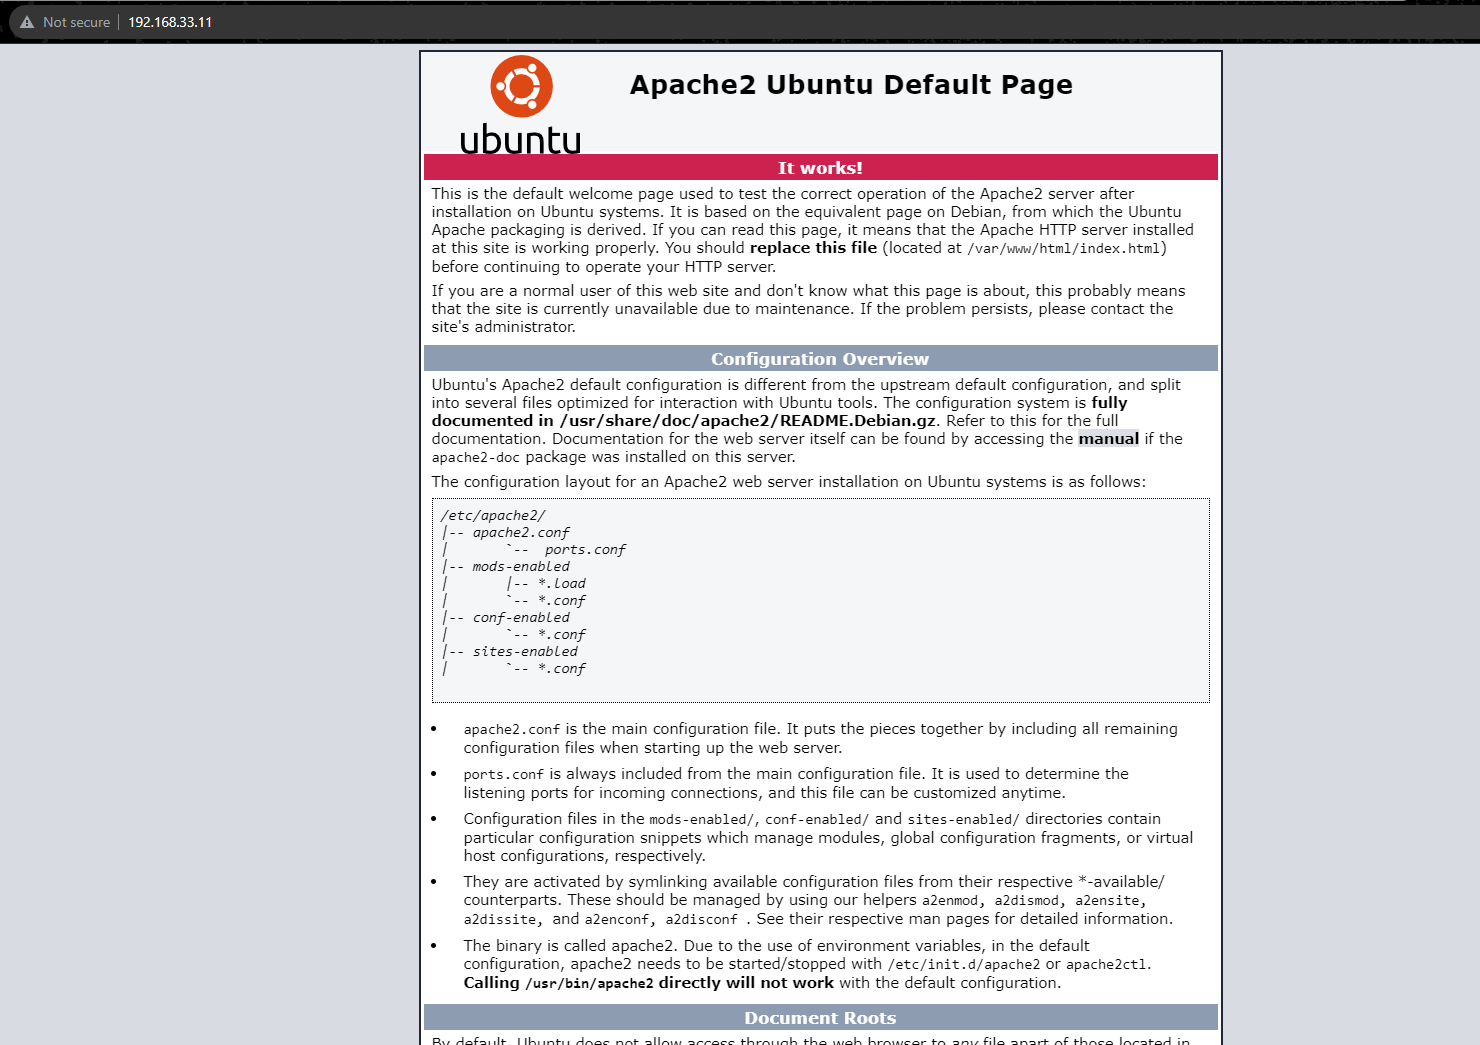 Not secure 192.168.33.11
ubuntu
Apache2 Ubuntu Default Page
It works!
This is the default welcome page used to test the correct operation of the Apache2 server after
installation on Ubuntu systems. It is based on the equivalent page on Debian, from which the Ubuntu
Apache packaging is derived. If you can read this page, it means that the Apache HTTP server installed
at this site is working properly. You should replace this file (located at /var/www/html/index.html)
before continuing to operate your HTTP server.
If you are a normal user of this web site and don't know what this page is about, this probably means
that the site is currently unavailable due to maintenance. If the problem persists, please contact the
site's administrator.
Configuration Overview
Ubuntu's Apache2 default configuration is different from the upstream default configuration, and split
into several files optimized for interaction with Ubuntu tools. The configuration system is fully
documented in /usr/share/doc/apache2/README.Debian.gz. Refer to this for the full
documentation. Documentation for the web server itself can be found by accessing the manual if the
apache2-doc package was installed on this server.
The configuration layout for an Apache2 web server installation on Ubuntu systems is as follows:
/etc/apache2/
|-- apache2.conf
|       `--  ports.conf
|-- mods-enabled
|       |-- *.load
|       `-- *.conf
|-- conf-enabled
|       `-- *.conf
|-- sites-enabled
|       `-- *.conf
• apache2.conf is the main configuration file. It puts the pieces together by including all remaining
configuration files when starting up the web server.
• ports.conf is always included from the main configuration file. It is used to determine the
listening ports for incoming connections, and this file can be customized anytime.
• Configuration files in the mods-enabled/, conf-enabled/ and sites-enabled/ directories contain
particular configuration snippets which manage modules, global configuration fragments, or virtual
host configurations, respectively.
• They are activated by symlinking available configuration files from their respective *-available/
counterparts. These should be managed by using our helpers a2enmod, a2dismod, a2ensite,
a2dissite, and a2enconf, a2disconf . See their respective man pages for detailed information.
• The binary is called apache2. Due to the use of environment variables, in the default
configuration, apache2 needs to be started/stopped with /etc/init.d/apache2 or apache2ctl.
Calling /usr/bin/apache2 directly will not work with the default configuration.
Document Roots
By default, Ubuntu does not allow access through the web browser to any file apart of those located in